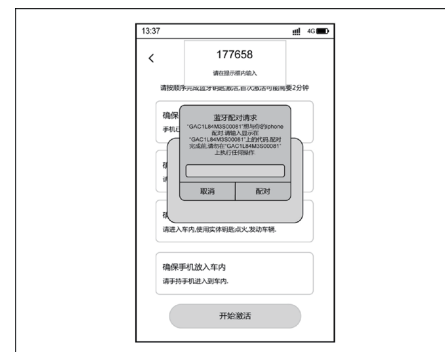 13:37
4G
177658
请在提示框内输入
请按顺序完成蓝牙钥匙激活,首次激活可能需要2分钟
确保
手机已
蓝牙配对请求
"GAC1L84M3S00081"想与你的iphone
配对,请输入显示在
"GAC1L84M3S00081"上的代码,配对
完成前,请勿在"GAC1L84M3S00081"
上执行任何操作
取消
配对
请进入车内,使用实体钥匙点火,发动车辆.
确保手机放入车内
请手持手机进入到车内.
开始激活